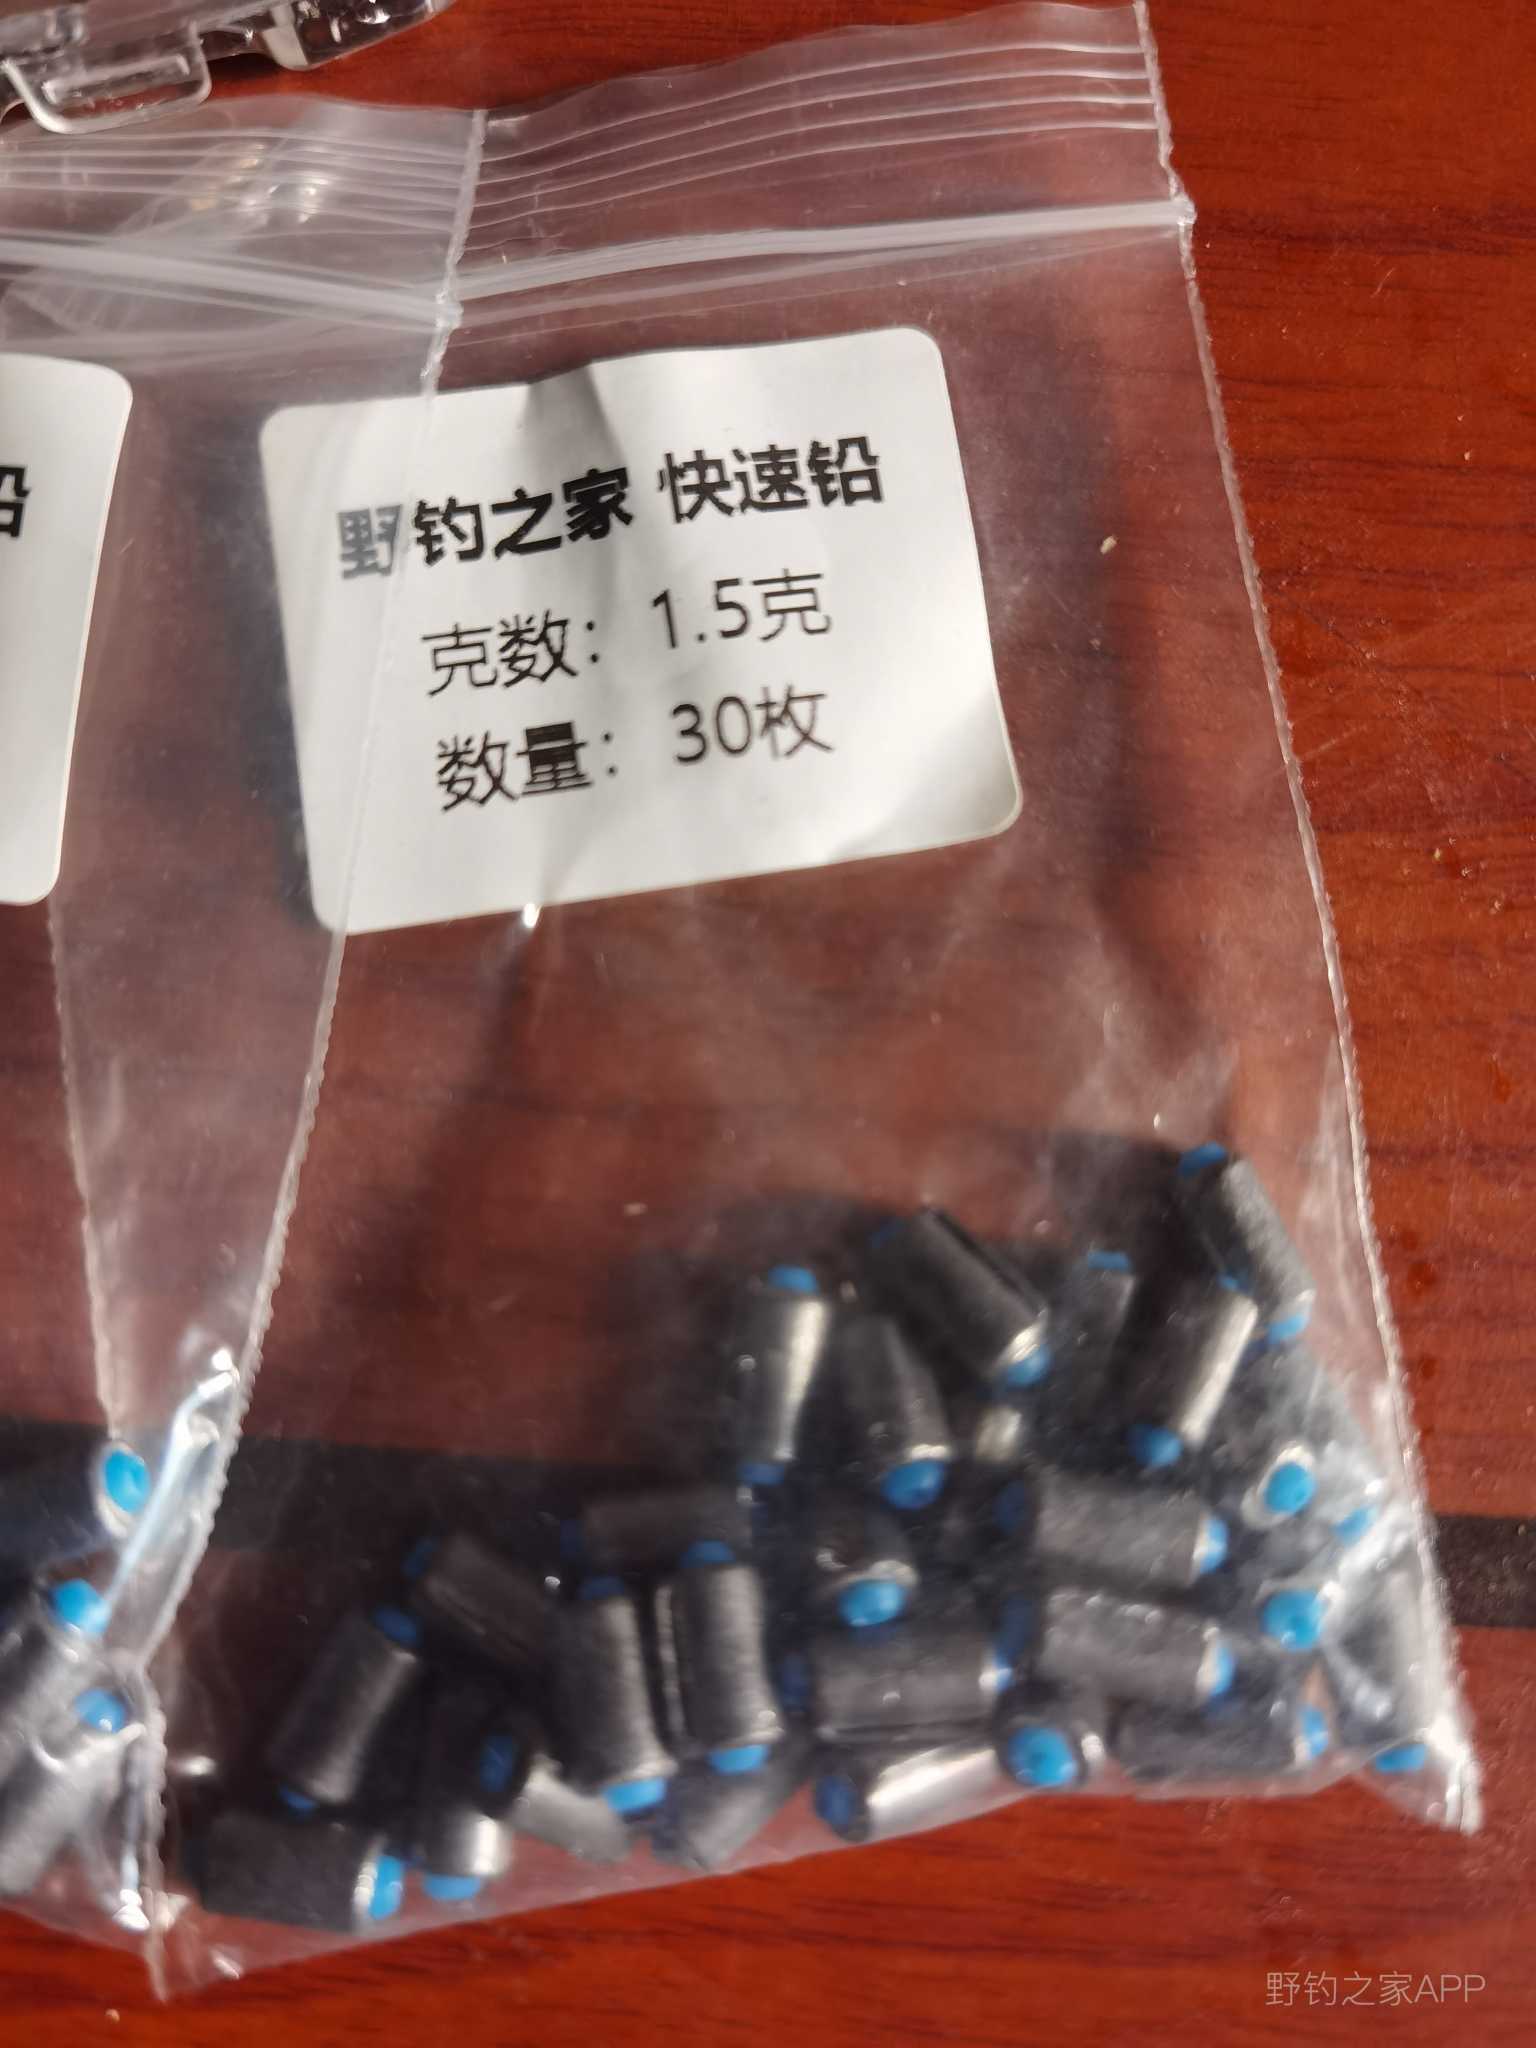 野钓之家 快速铅
克数：1.5克
数量：30枚
铅
野钓之家APP